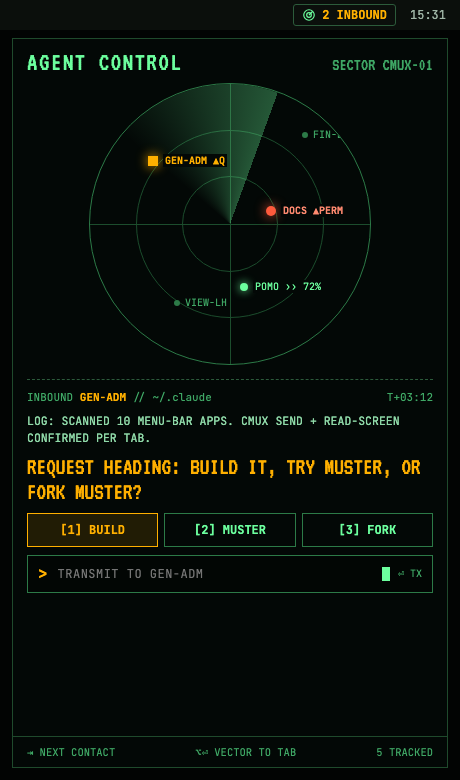 2 INBOUND 15:31
AGENT CONTROL SECTOR CMUX-01
FIN-
GEN-ADM ▲Q
DOCS ▲PERM
POMO ›› 72%
VIEW-LH
INBOUND GEN-ADM // ~/.claude T+03:12
LOG: SCANNED 10 MENU-BAR APPS. CMUX SEND + READ-SCREEN
CONFIRMED PER TAB.
REQUEST HEADING: BUILD IT, TRY MUSTER, OR
FORK MUSTER?
[1] BUILD [2] MUSTER [3] FORK
> TRANSMIT TO GEN-ADM ⏎ TX
⇥ NEXT CONTACT ⌥⏎ VECTOR TO TAB 5 TRACKED